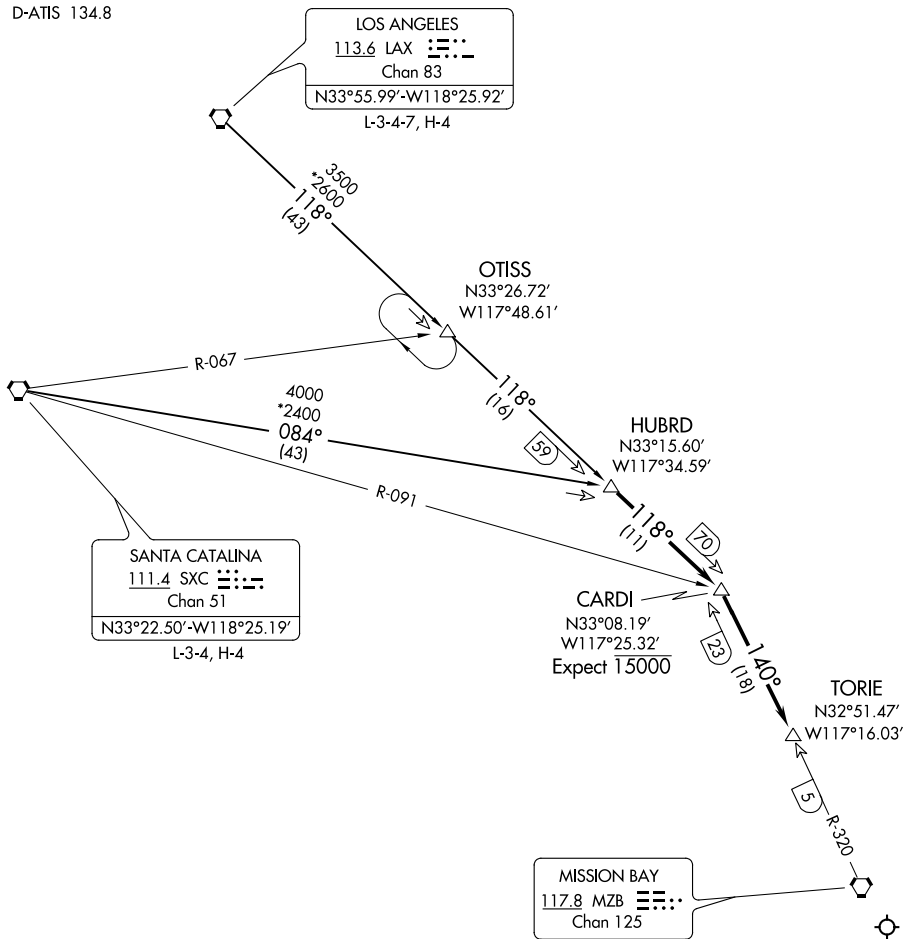 D-ATIS 134.8
LOS ANGELES
113.6 LAX
Chan 83
N33°55.99'-W118°25.92'
L-3-4-7, H-4
3500
*2600
118°
(43)
OTISS
N33°26.72'
W117°48.61'
R-067
118°
(16)
4000
*2400
084°
(43)
HUBRD
N33°15.60'
W117°34.59'
59
R-091
118°
(11)
70
SANTA CATALINA
111.4 SXC
Chan 51
N33°22.50'-W118°25.19'
L-3-4, H-4
CARDI
N33°08.19'
W117°25.32'
Expect 15000
23
140°
(18)
TORIE
N32°51.47'
W117°16.03'
5
R-320
MISSION BAY
117.8 MZB
Chan 125